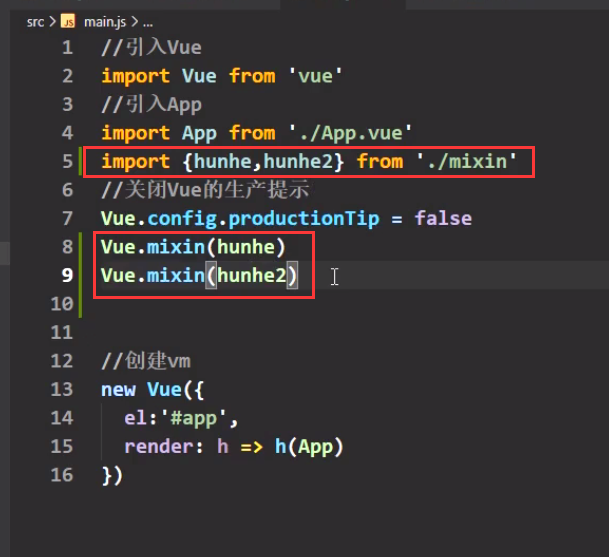 src > JS main.js > ...
1 //引入Vue
2 import Vue from 'vue'
3 //引入App
4 import App from './App.vue'
5 import {hunhe,hunhe2} from './mixin'
6 //关闭Vue的生产提示
7 Vue.config.productionTip = false
8 Vue.mixin(hunhe)
9 Vue.mixin(hunhe2)
10
11
12 //创建vm
13 new Vue({
14 el:'#app',
15 render: h => h(App)
16 })